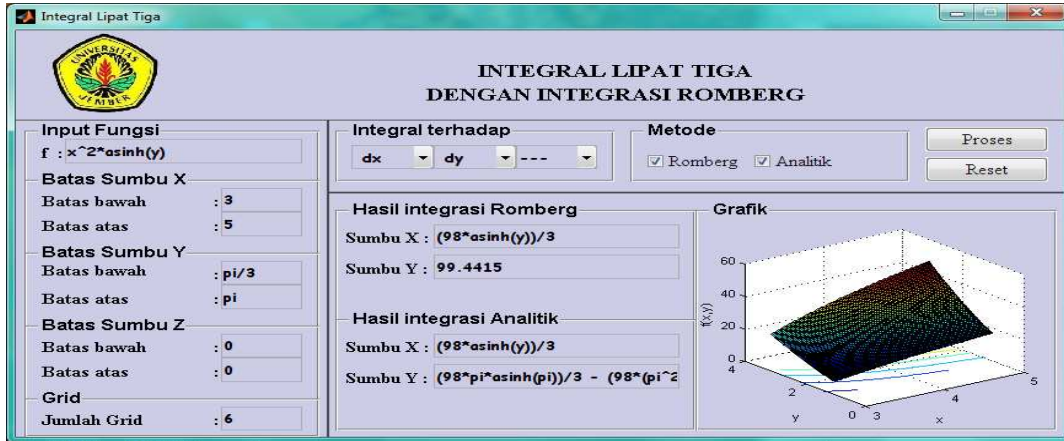 Integral Lipat Tiga
UNIVERSITAS
JEMBER
INTEGRAL LIPAT TIGA
DENGAN INTEGRASI ROMBERG
Input Fungsi
f : x^2*asinh(y)
Batas Sumbu X
Batas bawah : 3
Batas atas : 5
Batas Sumbu Y
Batas bawah : pi/3
Batas atas : pi
Batas Sumbu Z
Batas bawah : 0
Batas atas : 0
Grid
Jumlah Grid : 6
Integral terhadap
dx dy ---
Metode
Romberg Analitik
Proses
Reset
Hasil integrasi Romberg
Sumbu X : (98*asinh(y))/3
Sumbu Y : 99.4415
Hasil integrasi Analitik
Sumbu X : (98*asinh(y))/3
Sumbu Y : (98*pi*asinh(pi))/3 - (98*(pi^2
Grafik
f(x,y)
60
40
20
0
4
2
0
y
3
4
5
x